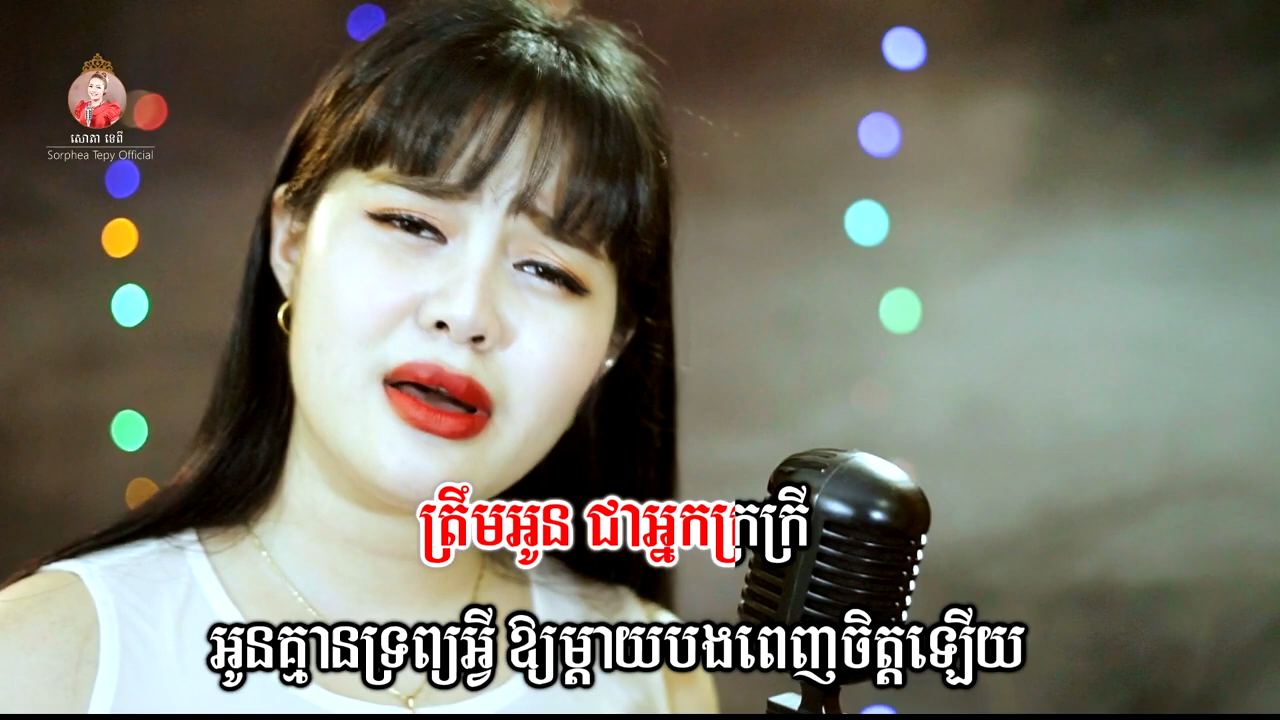 សោភា ទេពី
Sorphea Tepy Official
ត្រឹមអូន ជាអ្នកក្រក្រី
អូនគ្មានទ្រព្យអ្វី ឱ្យម្ដាយបងពេញចិត្តឡើយ